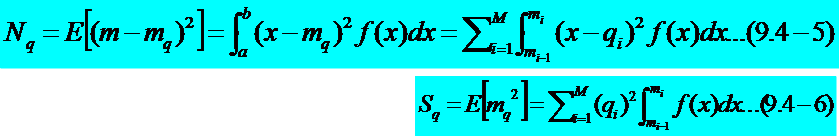 N_q = E[(m − m_q)^2] = ∫_a^b (x − m_q)^2 f(x)dx = ∑_{i=1}^M ∫_{m_{i−1}}^{m_i} (x − q_i)^2 f(x)dx...(9.4 − 5)
S_q = E[m_q^2] = ∑_{i=1}^M (q_i)^2 ∫_{m_{i−1}}^{m_i} f(x)dx...(9.4 − 6)